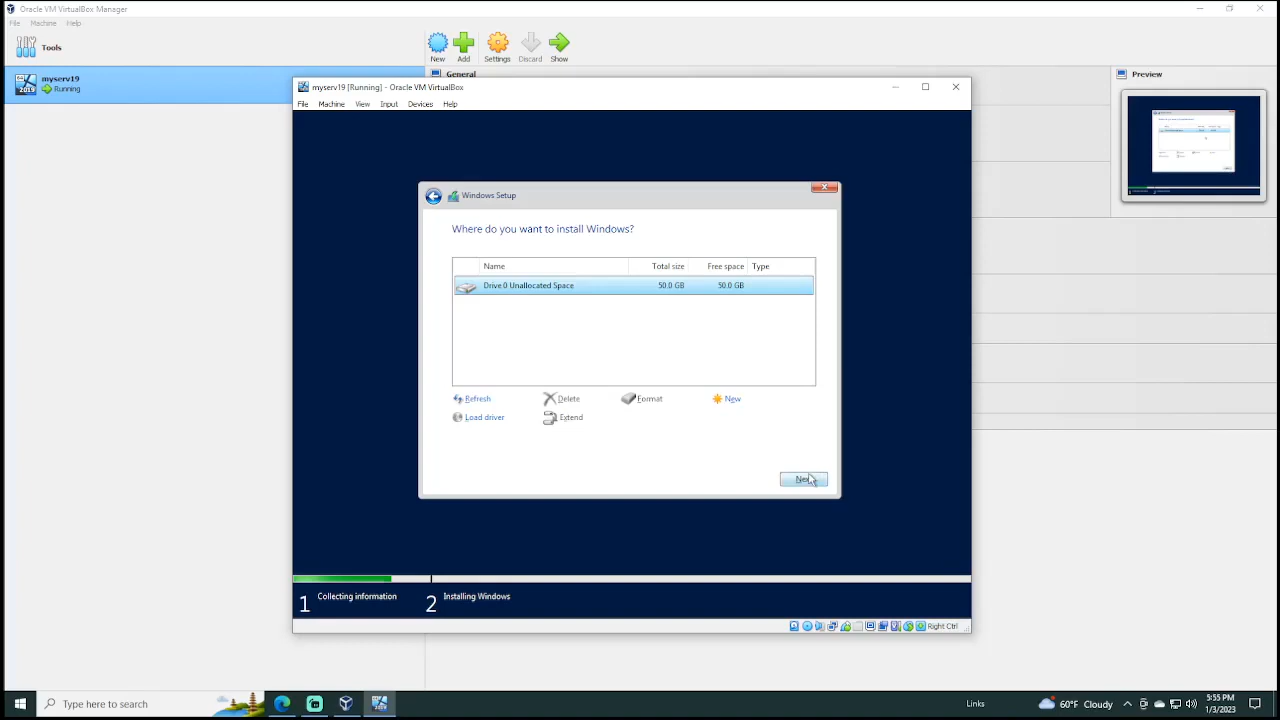 Oracle VM VirtualBox Manager
File Machine Help
Tools
New Add Settings Discard Show
myserv19
Running
General
Preview
myserv19 [Running] - Oracle VM VirtualBox
File Machine View Input Devices Help
Windows Setup
Where do you want to install Windows?
Name Total size Free space Type
Drive 0 Unallocated Space 50.0 GB 50.0 GB
Refresh Delete Format New
Load driver Extend
1 Collecting information 2 Installing Windows
Right Ctrl
Type here to search
Links
60°F Cloudy
5:55 PM
1/3/2023